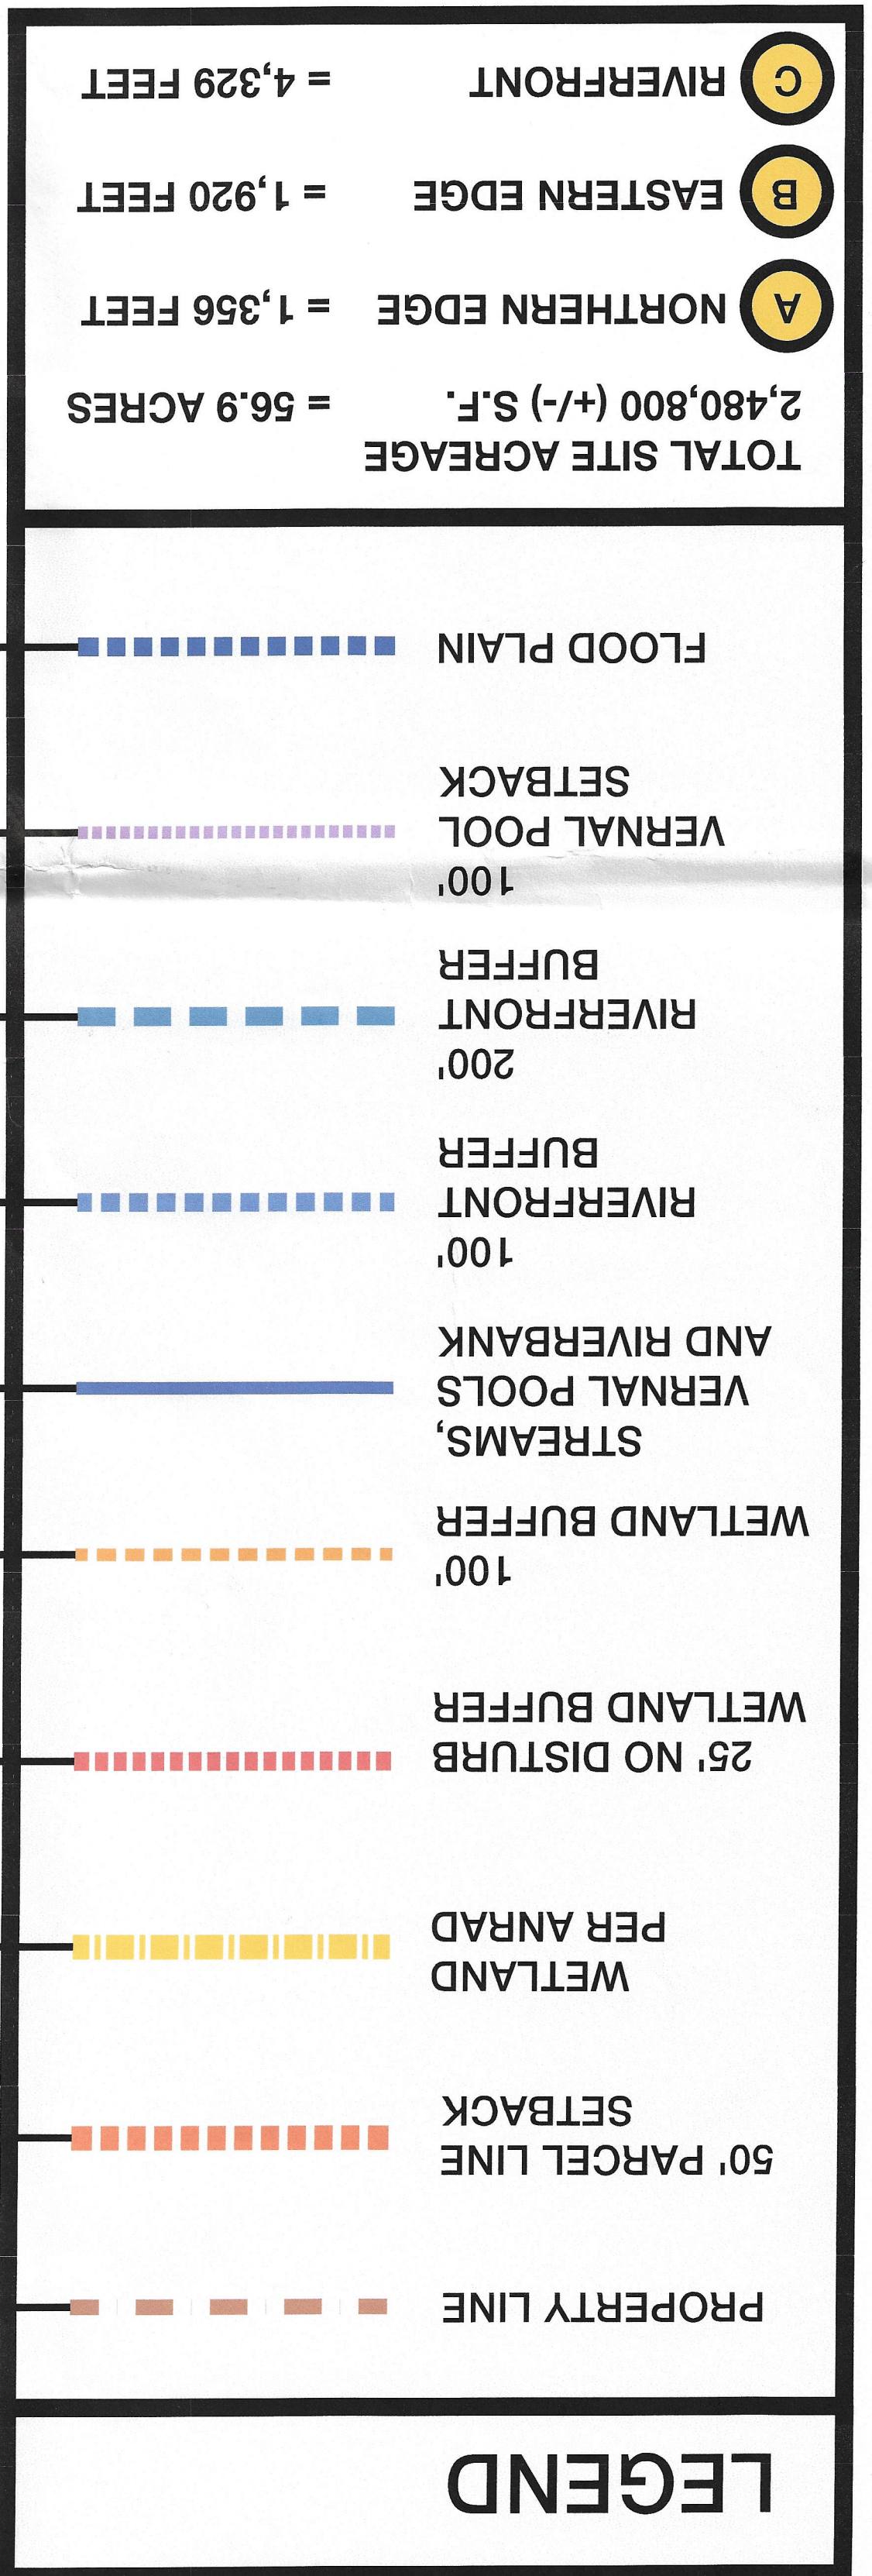 LEGEND
PROPERTY LINE
50' PARCEL LINE
SETBACK
WETLAND
PER ANRAD
25' NO DISTURB
WETLAND BUFFER
100'
WETLAND BUFFER
STREAMS,
VERNAL POOLS
AND RIVERBANK
100'
RIVERFRONT
BUFFER
200'
RIVERFRONT
BUFFER
100'
VERNAL POOL
SETBACK
FLOOD PLAIN
TOTAL SITE ACREAGE
2,480,800 (+/-) S.F. = 56.9 ACRES
A NORTHERN EDGE = 1,356 FEET
B EASTERN EDGE = 1,920 FEET
C RIVERFRONT = 4,329 FEET